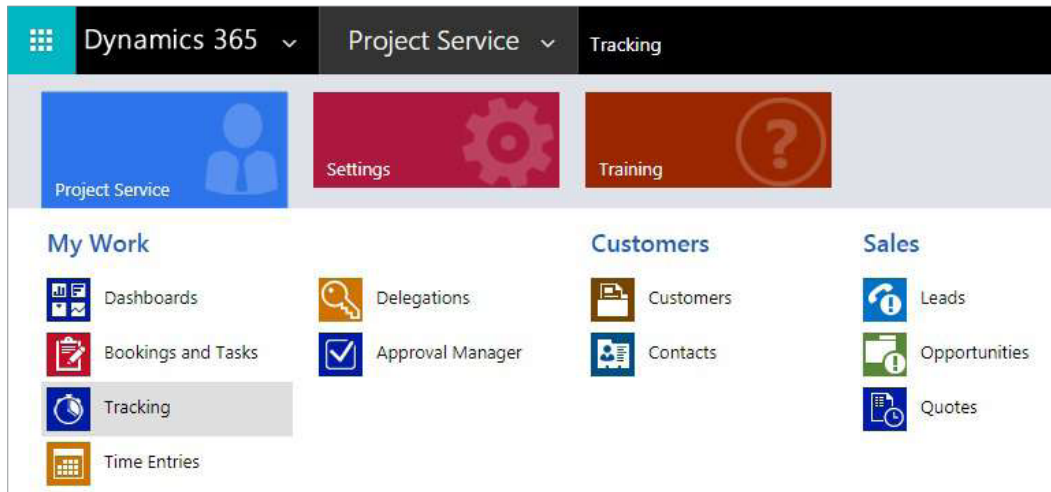 Dynamics 365 Project Service Tracking
Project Service
Settings
Training
My Work
Dashboards
Bookings and Tasks
Tracking
Time Entries
Delegations
Approval Manager
Customers
Customers
Contacts
Sales
Leads
Opportunities
Quotes